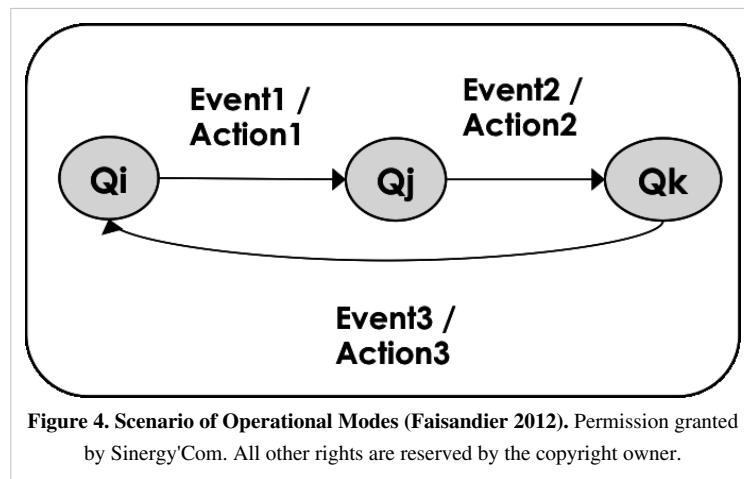 Event1 /
Action1
Event2 /
Action2
Qi
Qj
Qk
Event3 /
Action3
Figure 4. Scenario of Operational Modes (Faisandier 2012). Permission granted
by Sinergy'Com. All other rights are reserved by the copyright owner.